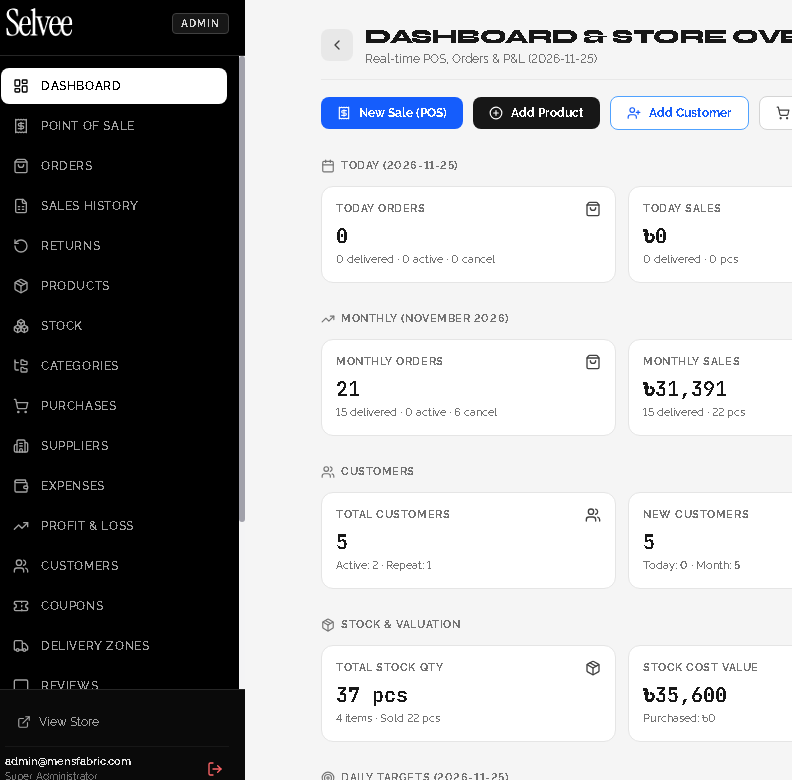 Selvee
ADMIN
DASHBOARD
POINT OF SALE
ORDERS
SALES HISTORY
RETURNS
PRODUCTS
STOCK
CATEGORIES
PURCHASES
SUPPLIERS
EXPENSES
PROFIT & LOSS
CUSTOMERS
COUPONS
DELIVERY ZONES
REVIEWS
View Store
admin@mensfabric.com
Super Administrator
DASHBOARD & STORE OVE
Real-time POS, Orders & P&L (2026-11-25)
New Sale (POS)
Add Product
Add Customer
TODAY (2026-11-25)
TODAY ORDERS
0
0 delivered · 0 active · 0 cancel
TODAY SALES
৳0
0 delivered · 0 pcs
MONTHLY (NOVEMBER 2026)
MONTHLY ORDERS
21
15 delivered · 0 active · 6 cancel
MONTHLY SALES
৳31,391
15 delivered · 22 pcs
CUSTOMERS
TOTAL CUSTOMERS
5
Active: 2 · Repeat: 1
NEW CUSTOMERS
5
Today: 0 · Month: 5
STOCK & VALUATION
TOTAL STOCK QTY
37 pcs
4 items · Sold 22 pcs
STOCK COST VALUE
৳35,600
Purchased: ৳0
DAILY TARGETS (2026-11-25)